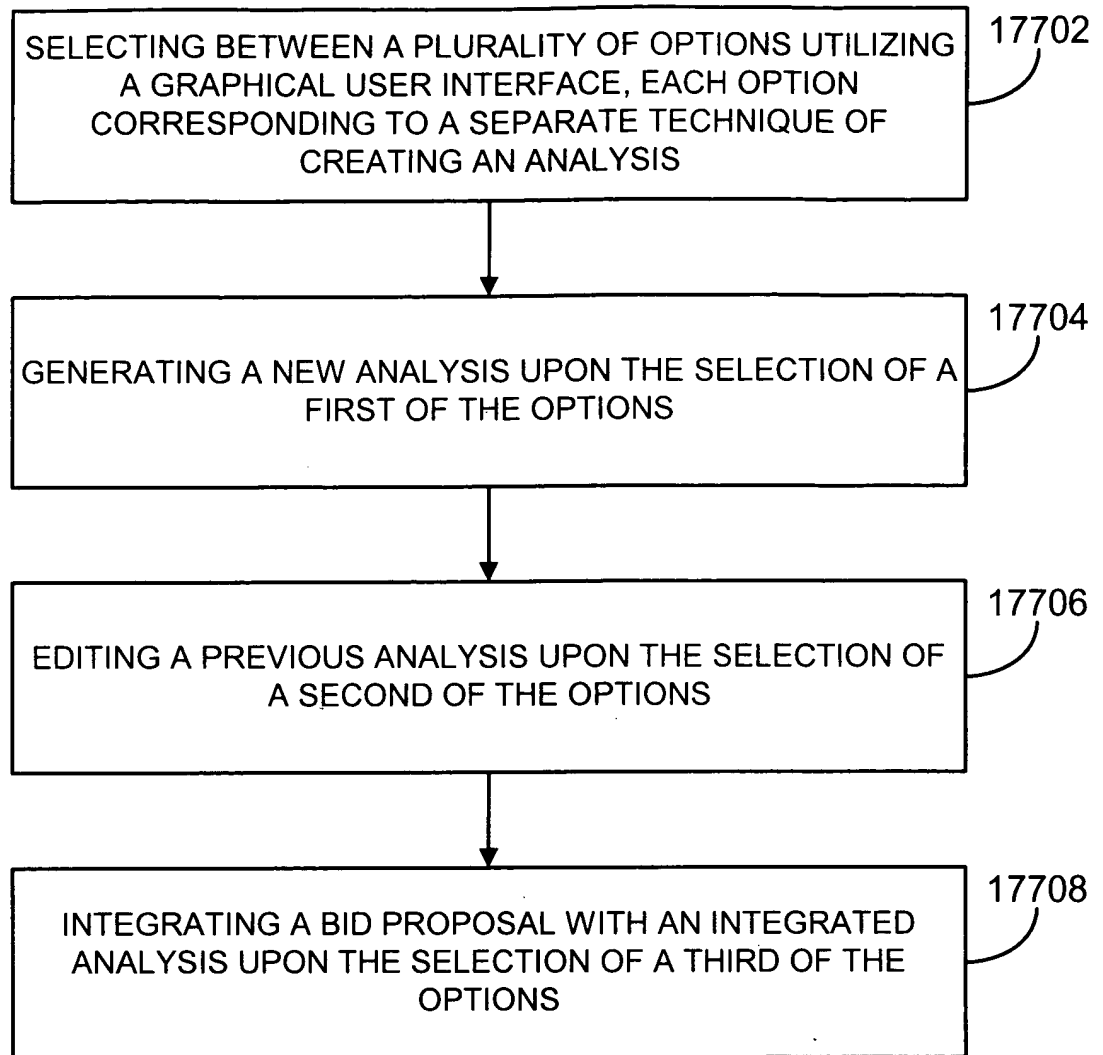 SELECTING BETWEEN A PLURALITY OF OPTIONS UTILIZING
A GRAPHICAL USER INTERFACE, EACH OPTION
CORRESPONDING TO A SEPARATE TECHNIQUE OF
CREATING AN ANALYSIS
17702
GENERATING A NEW ANALYSIS UPON THE SELECTION OF A
FIRST OF THE OPTIONS
17704
EDITING A PREVIOUS ANALYSIS UPON THE SELECTION OF
A SECOND OF THE OPTIONS
17706
INTEGRATING A BID PROPOSAL WITH AN INTEGRATED
ANALYSIS UPON THE SELECTION OF A THIRD OF THE
OPTIONS
17708